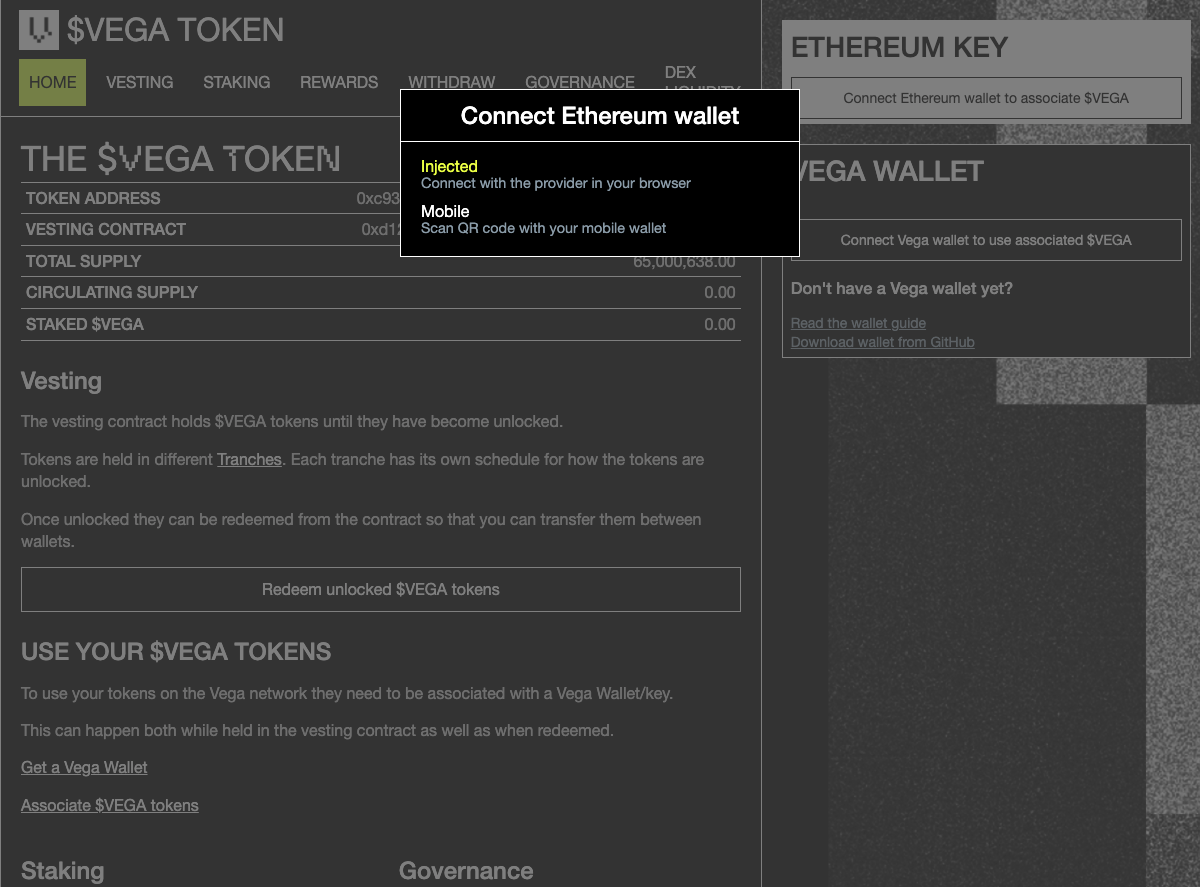 $VEGA TOKEN
HOME
VESTING
STAKING
REWARDS
WITHDRAW
GOVERNANCE
DEX
LIQUIDITY
Connect Ethereum wallet
Injected
Connect with the provider in your browser
Mobile
Scan QR code with your mobile wallet
THE $VEGA TOKEN
TOKEN ADDRESS 0xc93
VESTING CONTRACT 0xd12
TOTAL SUPPLY 65,000,638.00
CIRCULATING SUPPLY 0.00
STAKED $VEGA 0.00
Vesting
The vesting contract holds $VEGA tokens until they have become unlocked.
Tokens are held in different Tranches. Each tranche has its own schedule for how the tokens are
unlocked.
Once unlocked they can be redeemed from the contract so that you can transfer them between
wallets.
Redeem unlocked $VEGA tokens
USE YOUR $VEGA TOKENS
To use your tokens on the Vega network they need to be associated with a Vega Wallet/key.
This can happen both while held in the vesting contract as well as when redeemed.
Get a Vega Wallet
Associate $VEGA tokens
Staking
Governance
ETHEREUM KEY
Connect Ethereum wallet to associate $VEGA
VEGA WALLET
Connect Vega wallet to use associated $VEGA
Don't have a Vega wallet yet?
Read the wallet guide
Download wallet from GitHub